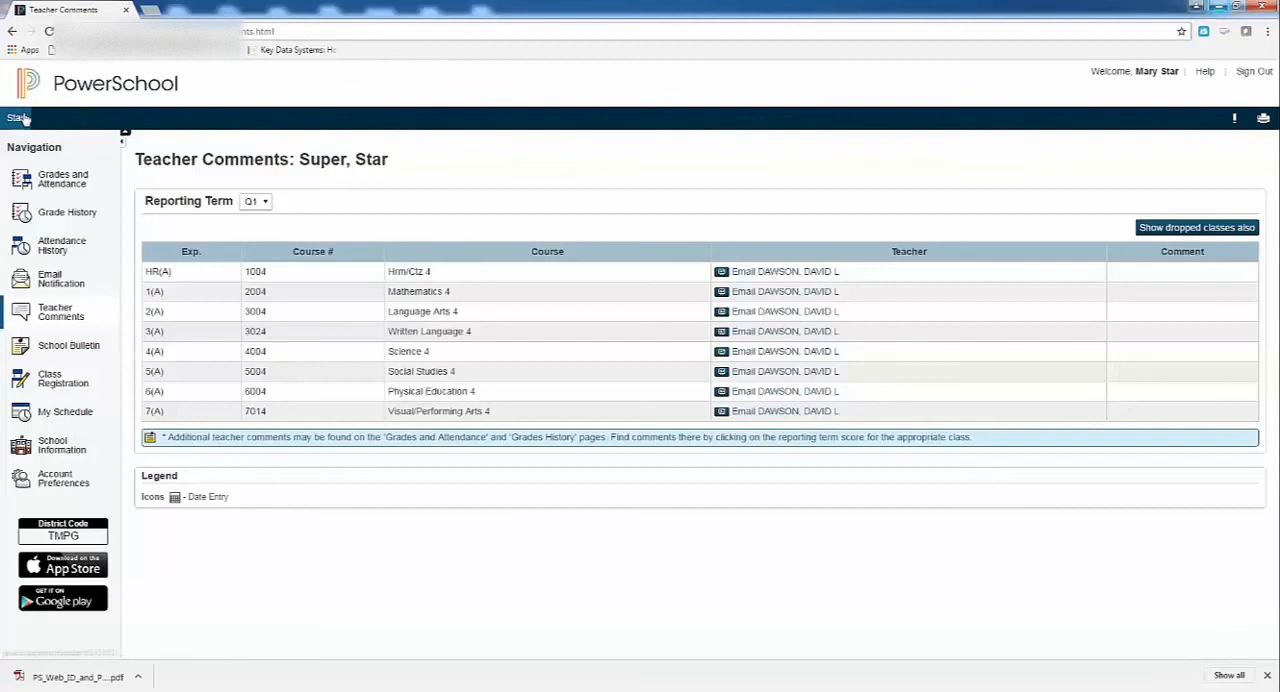 Teacher Comments
nts.html
Apps
Key Data Systems: Ho
PowerSchool
Welcome, Mary Star
Help
Sign Out
Star
Navigation
Grades and
Attendance
Grade History
Attendance
History
Email
Notification
Teacher
Comments
School Bulletin
Class
Registration
My Schedule
School
Information
Account
Preferences
District Code
TMPG
Download on the
App Store
GET IT ON
Google play
Teacher Comments: Super, Star
Reporting Term Q1
Show dropped classes also
Exp. Course # Course Teacher Comment
HR(A) 1004 Hrm/Ctz 4 Email DAWSON, DAVID L
1(A) 2004 Mathematics 4 Email DAWSON, DAVID L
2(A) 3004 Language Arts 4 Email DAWSON, DAVID L
3(A) 3024 Written Language 4 Email DAWSON, DAVID L
4(A) 4004 Science 4 Email DAWSON, DAVID L
5(A) 5004 Social Studies 4 Email DAWSON, DAVID L
6(A) 6004 Physical Education 4 Email DAWSON, DAVID L
7(A) 7014 Visual/Performing Arts 4 Email DAWSON, DAVID L
* Additional teacher comments may be found on the 'Grades and Attendance' and 'Grades History' pages. Find comments there by clicking on the reporting term score for the appropriate class.
Legend
Icons - Date Entry
PS_Web_ID_and_P....pdf
Show all